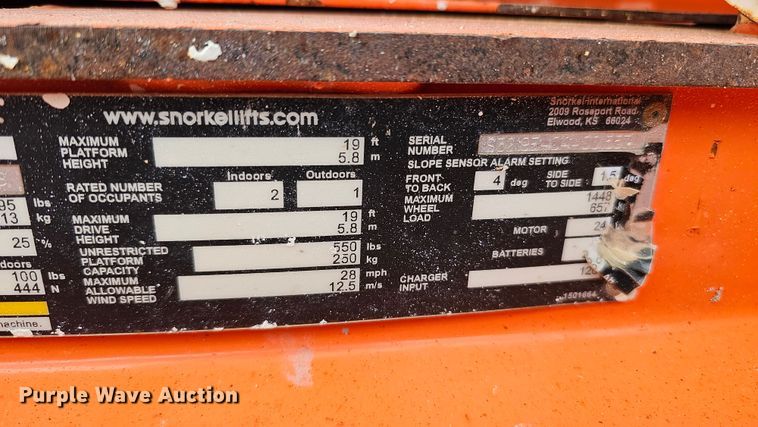 www.snorkellifts.com
Snorkel-International
2009 Roseport Road
Elwood, KS 66024
MAXIMUM PLATFORM HEIGHT 19 ft 5.8 m
SERIAL NUMBER
SLOPE SENSOR ALARM SETTING
Indoors Outdoors
RATED NUMBER OF OCCUPANTS 2 1
FRONT TO BACK 4 deg SIDE TO SIDE 1.5 deg
MAXIMUM DRIVE HEIGHT 19 ft 5.8 m
MAXIMUM WHEEL LOAD 1448 657
UNRESTRICTED PLATFORM CAPACITY 550 lbs 250 kg
MOTOR 24
BATTERIES
MAXIMUM ALLOWABLE WIND SPEED 28 mph 12.5 m/s
CHARGER INPUT
lbs
kg
25 %
100 lbs
444 N
machine.
Purple Wave Auction